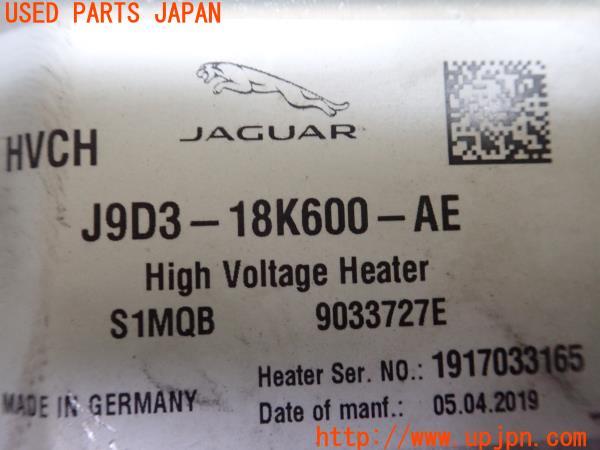 USED PARTS JAPAN
JAGUAR
HVCH
J9D3-18K600-AE
High Voltage Heater
S1MQB 9033727E
Heater Ser. NO.: 1917033165
MADE IN GERMANY
Date of manf.: 05.04.2019
http://www.upjpn.com/